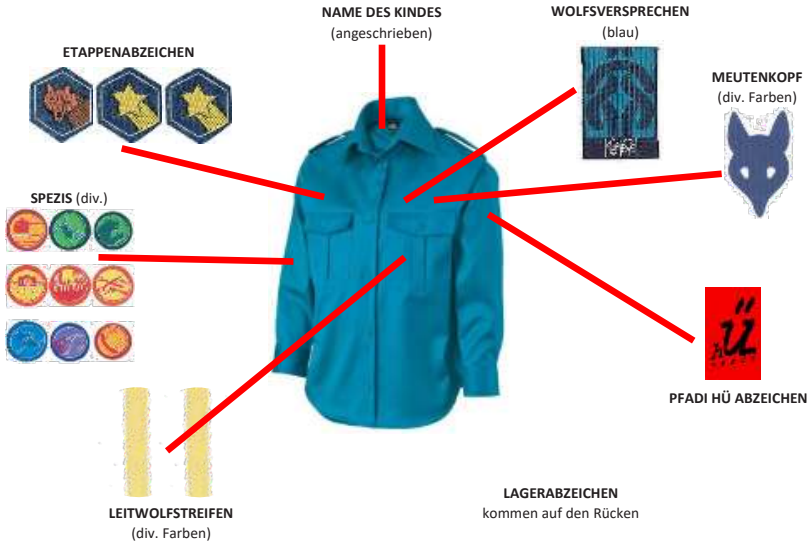 NAME DES KINDES
(angeschrieben)
WOLFSVERSPRECHEN
(blau)
ETAPPENABZEICHEN
MEUTENKOPF
(div. Farben)
SPEZIS (div.)
HÜ
PFADI HÜ ABZEICHEN
LEITWOLFSTREIFEN
(div. Farben)
LAGERABZEICHEN
kommen auf den Rücken